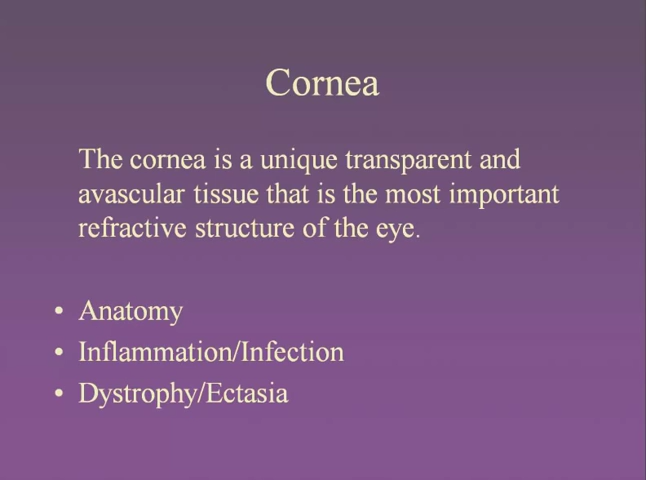 Cornea
The cornea is a unique transparent and
avascular tissue that is the most important
refractive structure of the eye.
• Anatomy
• Inflammation/Infection
• Dystrophy/Ectasia